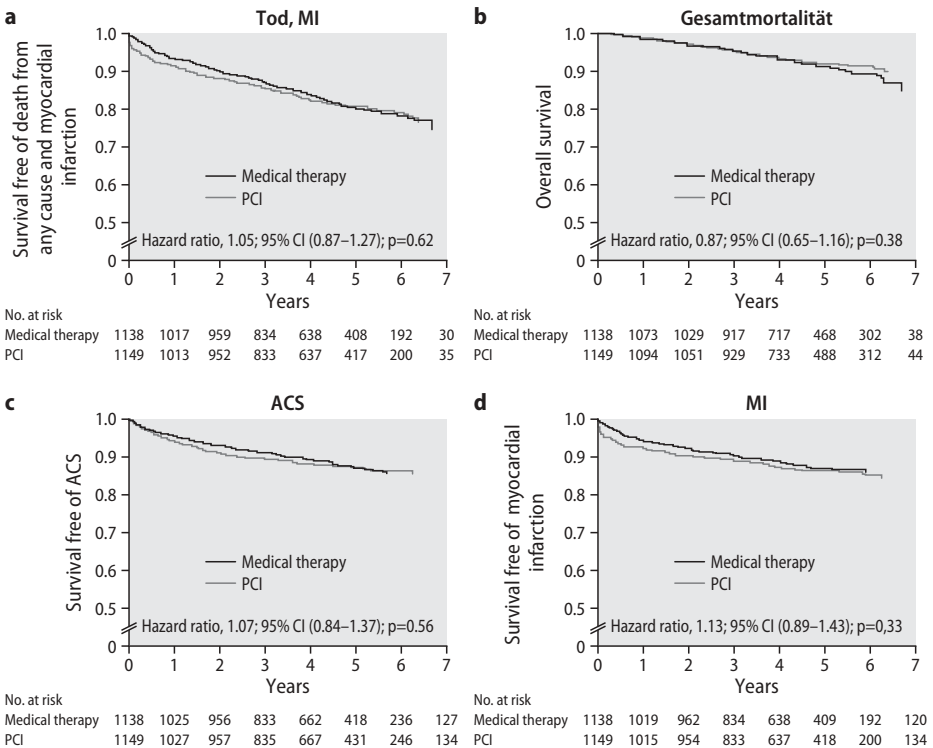 a
Tod, MI
Survival free of death from
any cause and myocardial
infarction
1.0
0.9
0.8
0.7
0.6
0.5
0
Medical therapy
PCI
Hazard ratio, 1.05; 95% CI (0.87–1.27); p=0.62
0 1 2 3 4 5 6 7
Years
No. at risk
Medical therapy 1138 1017 959 834 638 408 192 30
PCI 1149 1013 952 833 637 417 200 35
b
Gesamtmortalität
Overall survival
1.0
0.9
0.8
0.7
0.6
0.5
0
Medical therapy
PCI
Hazard ratio, 0.87; 95% CI (0.65–1.16); p=0.38
0 1 2 3 4 5 6 7
Years
No. at risk
Medical therapy 1138 1073 1029 917 717 468 302 38
PCI 1149 1094 1051 929 733 488 312 44
c
ACS
Survival free of ACS
1.0
0.9
0.8
0.7
0.6
0.5
0
Medical therapy
PCI
Hazard ratio, 1.07; 95% CI (0.84–1.37); p=0.56
0 1 2 3 4 5 6 7
Years
No. at risk
Medical therapy 1138 1025 956 833 662 418 236 127
PCI 1149 1027 957 835 667 431 246 134
d
MI
Survival free of myocardial
infarction
1.0
0.9
0.8
0.7
0.6
0.5
0
Medical therapy
PCI
Hazard ratio, 1.13; 95% CI (0.89–1.43); p=0,33
0 1 2 3 4 5 6 7
Years
No. at risk
Medical therapy 1138 1019 962 834 638 409 192 120
PCI 1149 1015 954 833 637 418 200 134